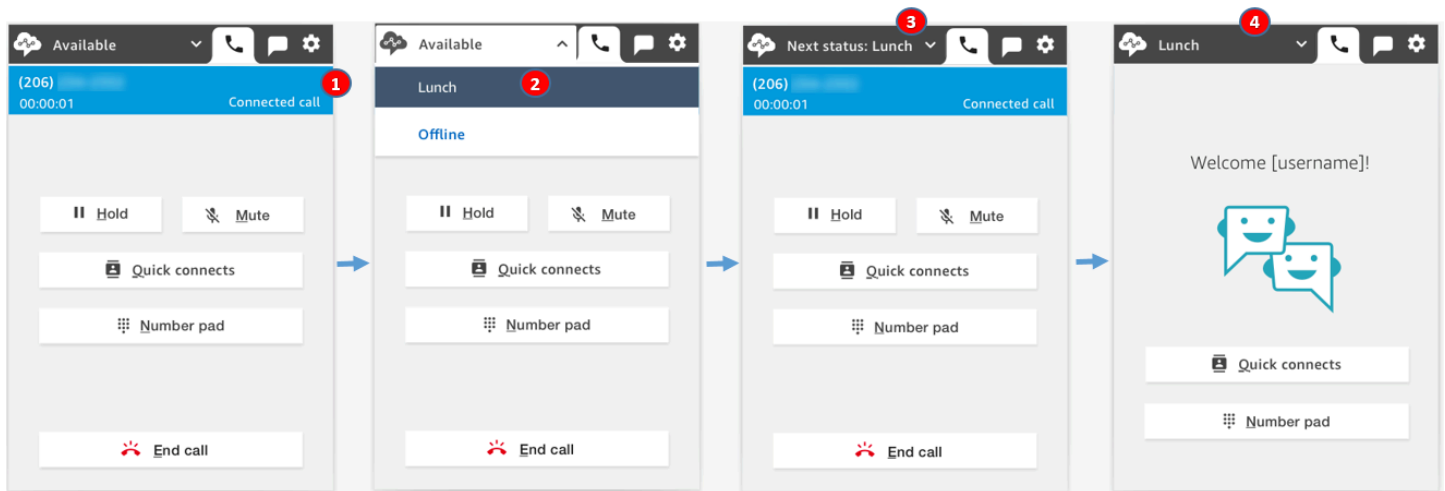 Available
(206)
1
00:00:01 Connected call
Hold Mute
Quick connects
Number pad
End call
Available
Lunch 2
Offline
Hold Mute
Quick connects
Number pad
End call
3
Next status: Lunch
(206)
00:00:01 Connected call
Hold Mute
Quick connects
Number pad
End call
4
Lunch
Welcome [username]!
Quick connects
Number pad